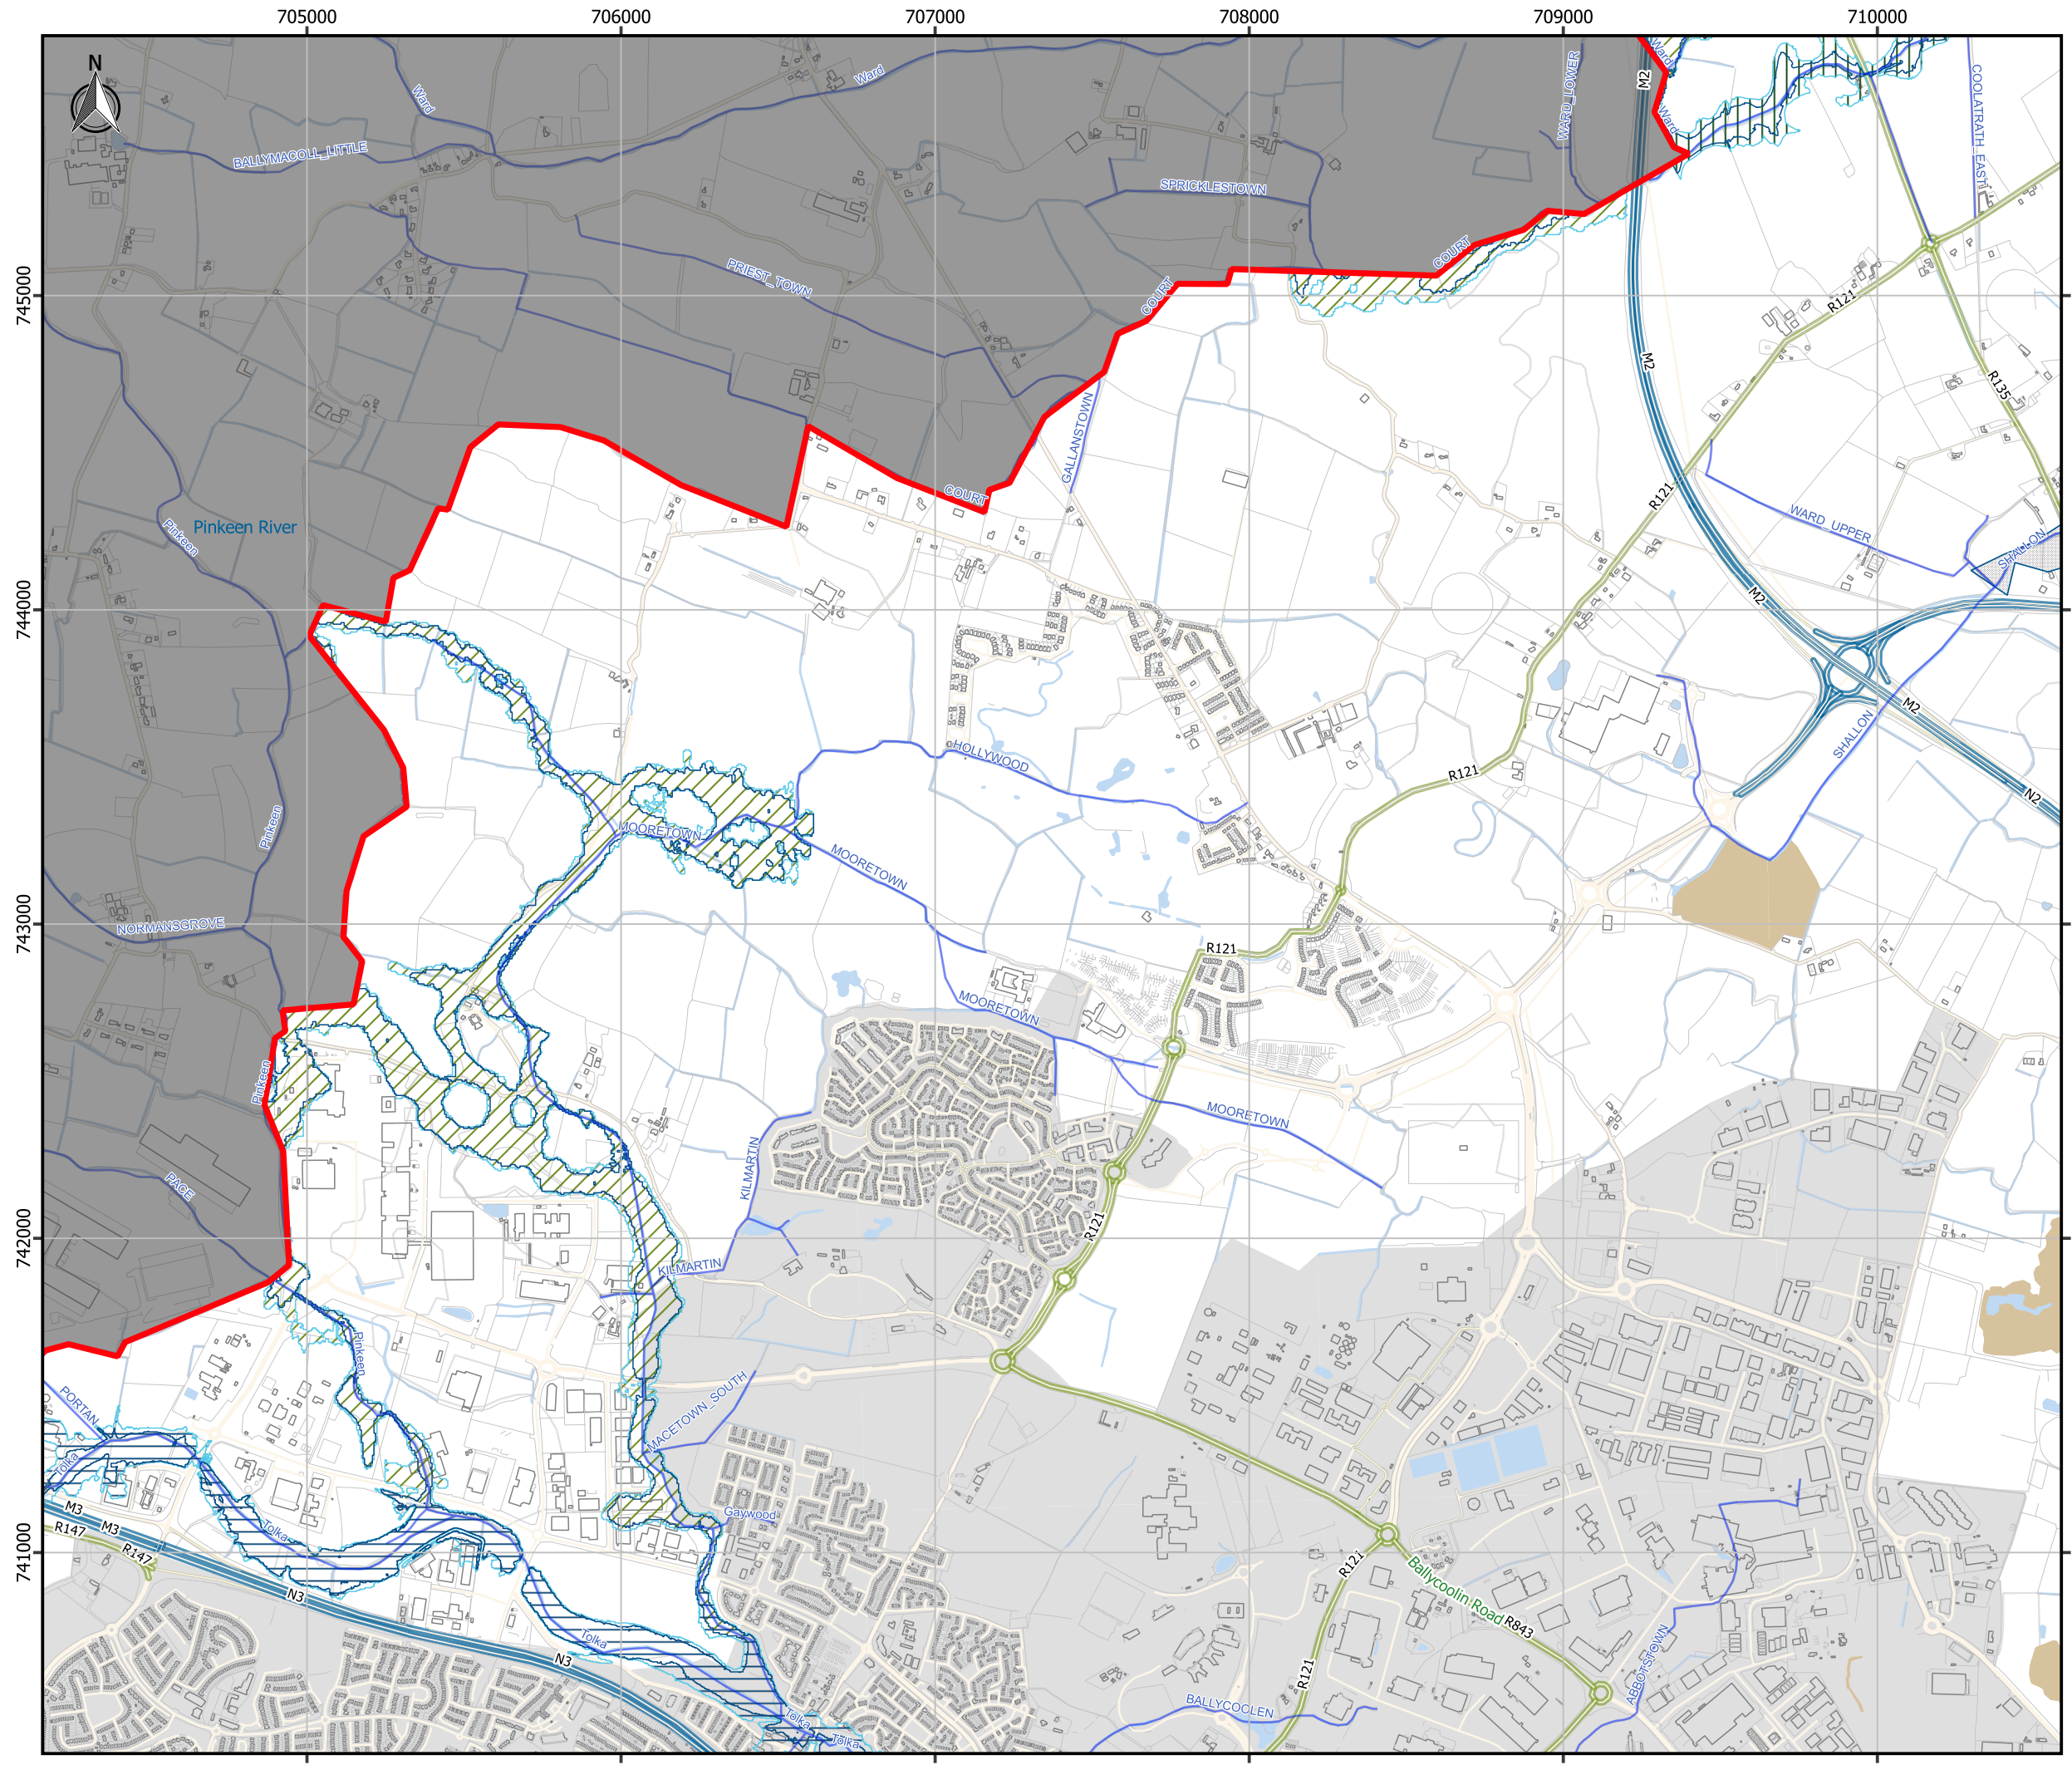 705000 706000 707000 708000 709000 710000
N
745000
744000
743000
742000
741000
Ward
Ward
BALLYMACOLL_LITTLE
WARD_LOWER
M2
Ward
Ward
COOLATRATH_EAST
SPRICKLESTOWN
PRIEST_TOWN
COURT
COURT
R121
M2
R135
GALLANSTOWN
COURT
R121
WARD_UPPER
SHALLON
Pinkeen River
Pinkeen
M2
M2
SHALLON
HOLLYWOOD
R121
N2
Pinkeen
MOORETOWN
MOORETOWN
NORMANSGROVE
R121
MOORETOWN
Pinkeen
MOORETOWN
KILMARTIN
PACE
R121
KILMARTIN
Pinkeen
PORTAN
MACETOWN_SOUTH
Tolka
M3
M3
R147
R147
Tolka
Gaywood
N3
R121
Ballycoolin Road
R843
Tolka
N3
R121
ABBOTSTOWN
BALLYCOOLEN
Tolka
Tolka